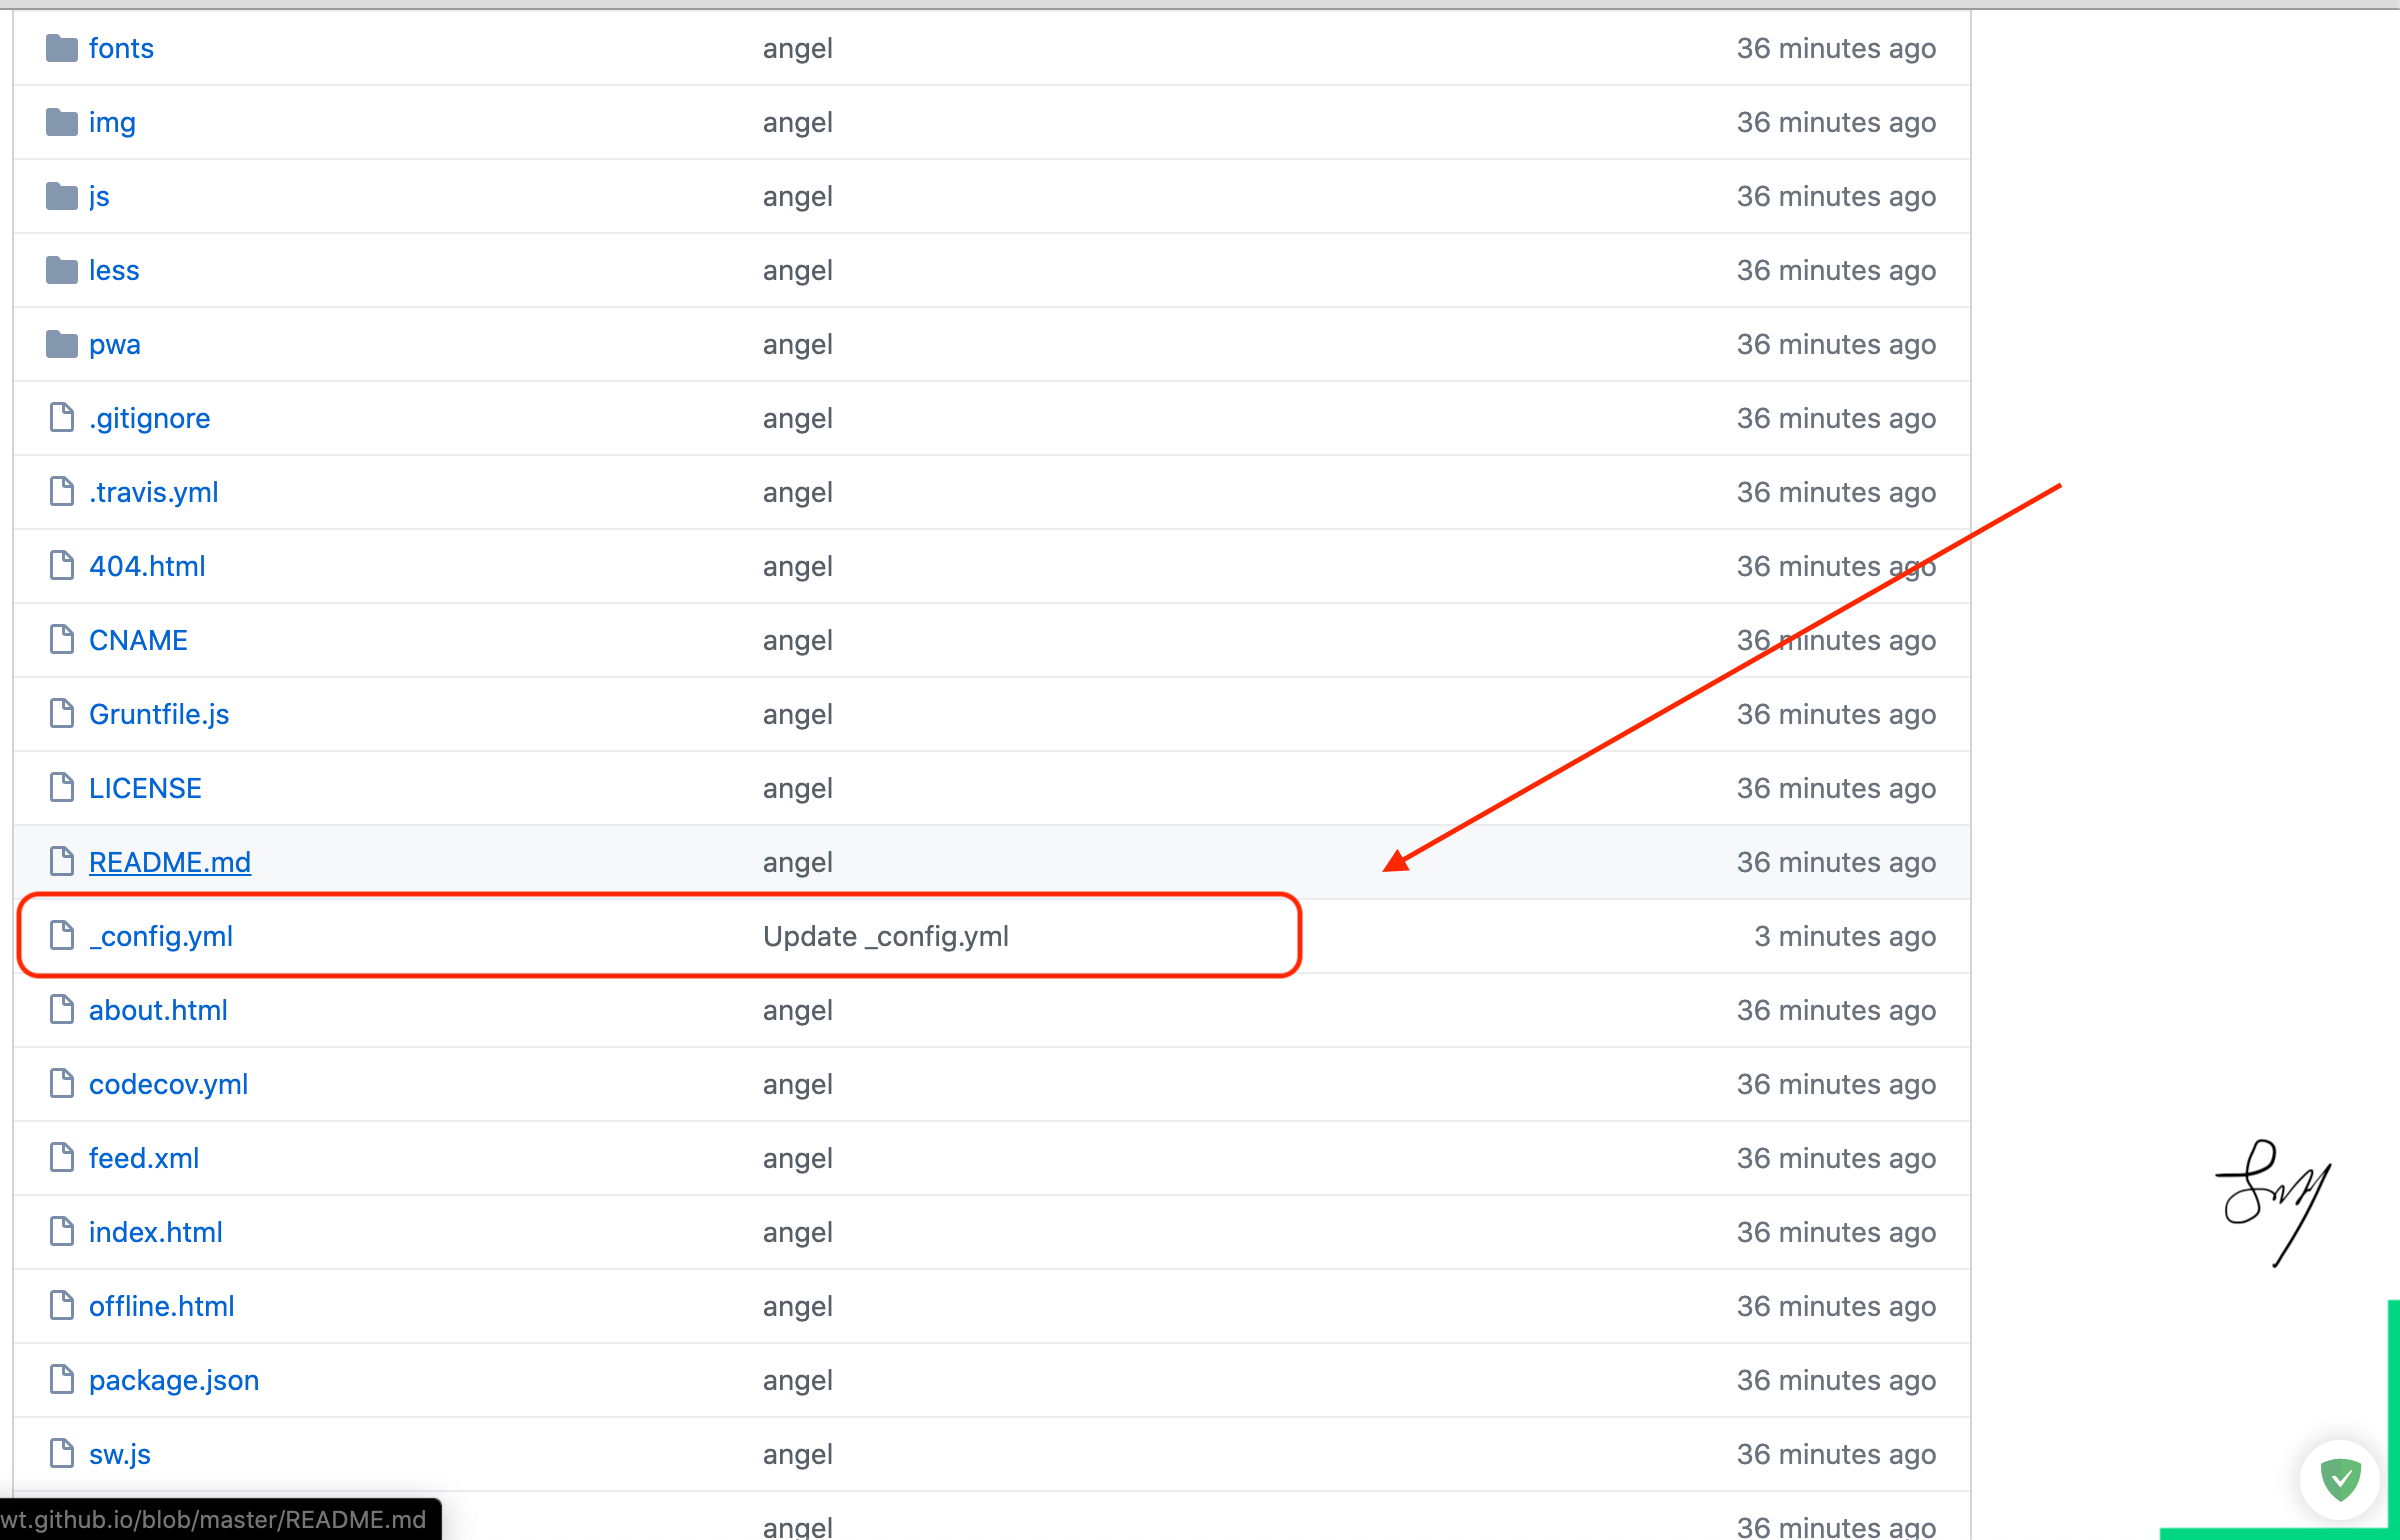 fonts angel 36 minutes ago
img angel 36 minutes ago
js angel 36 minutes ago
less angel 36 minutes ago
pwa angel 36 minutes ago
.gitignore angel 36 minutes ago
.travis.yml angel 36 minutes ago
404.html angel 36 minutes ago
CNAME angel 36 minutes ago
Gruntfile.js angel 36 minutes ago
LICENSE angel 36 minutes ago
README.md angel 36 minutes ago
_config.yml Update _config.yml 3 minutes ago
about.html angel 36 minutes ago
codecov.yml angel 36 minutes ago
feed.xml angel 36 minutes ago
index.html angel 36 minutes ago
offline.html angel 36 minutes ago
package.json angel 36 minutes ago
sw.js angel 36 minutes ago
wt.github.io/blob/master/README.md angel 36 minutes ago